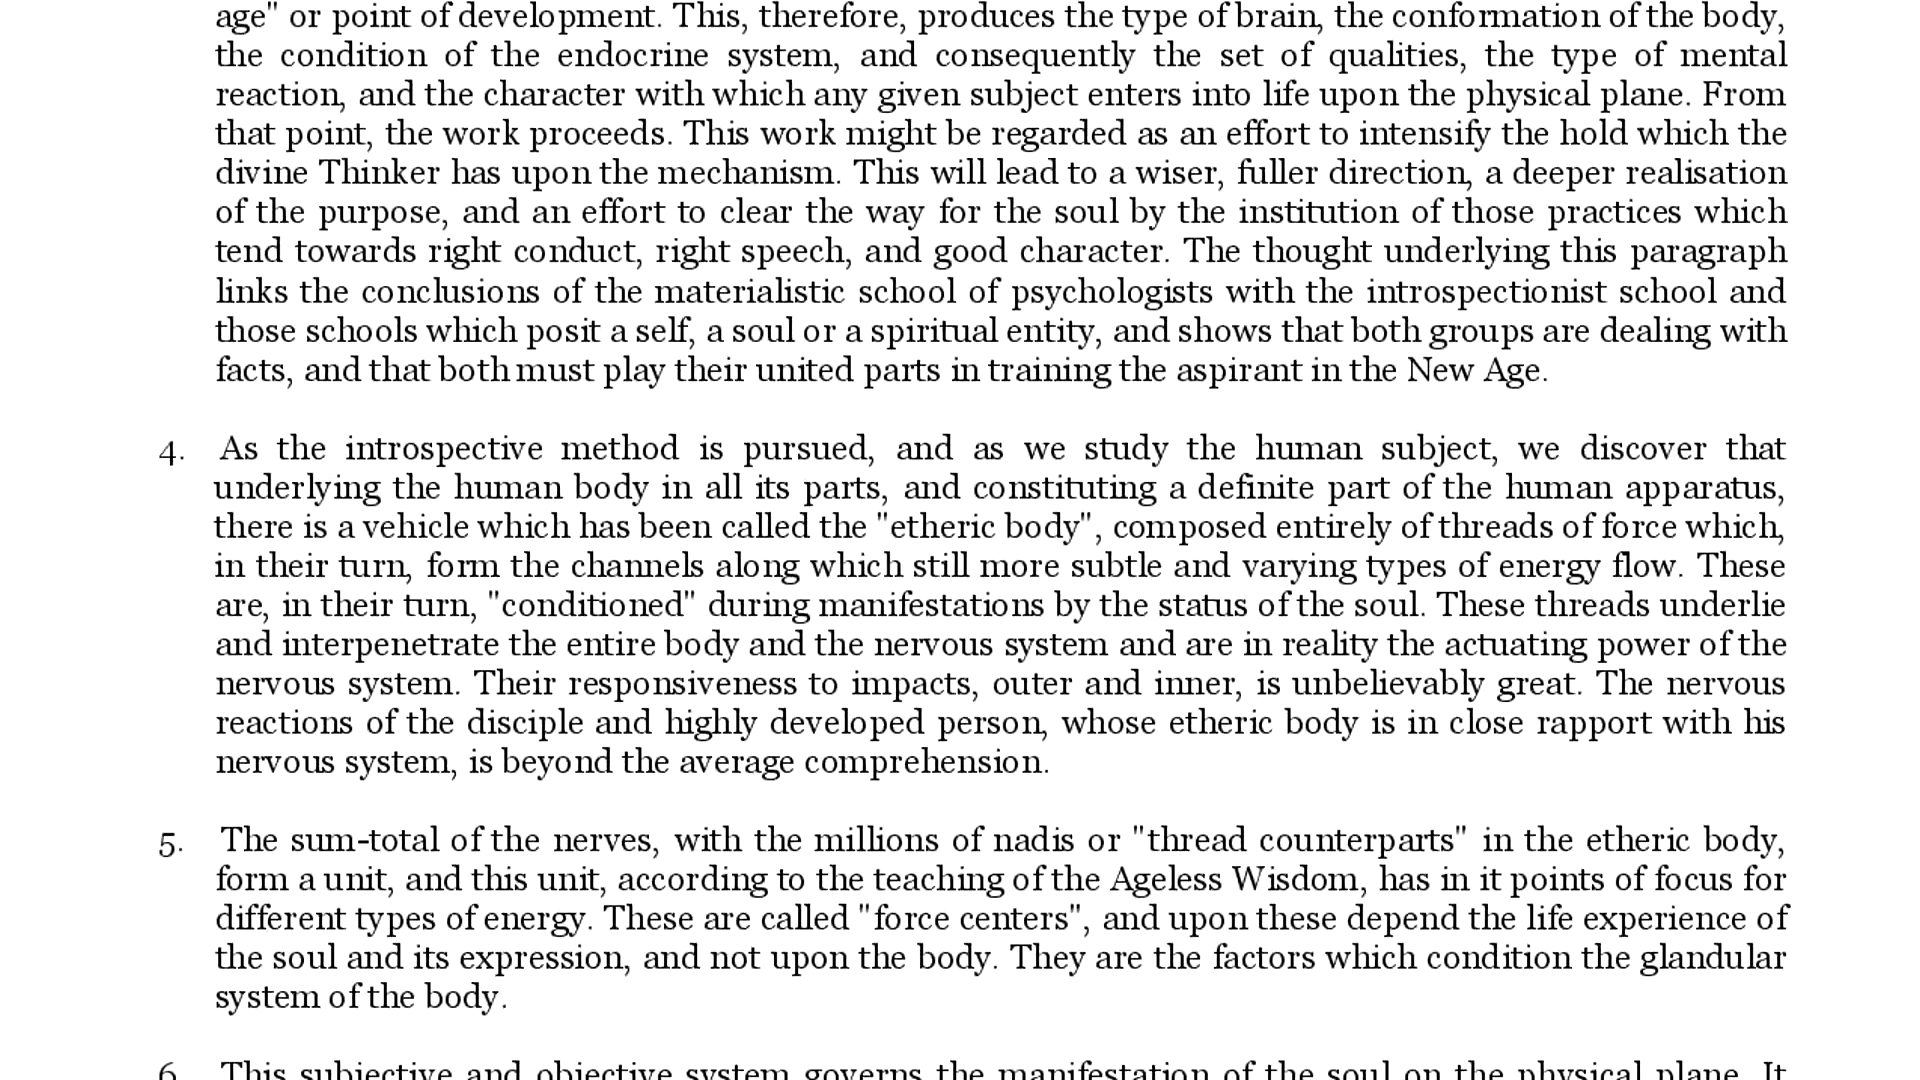 age" or point of development. This, therefore, produces the type of brain, the conformation of the body,
the condition of the endocrine system, and consequently the set of qualities, the type of mental
reaction, and the character with which any given subject enters into life upon the physical plane. From
that point, the work proceeds. This work might be regarded as an effort to intensify the hold which the
divine Thinker has upon the mechanism. This will lead to a wiser, fuller direction, a deeper realisation
of the purpose, and an effort to clear the way for the soul by the institution of those practices which
tend towards right conduct, right speech, and good character. The thought underlying this paragraph
links the conclusions of the materialistic school of psychologists with the introspectionist school and
those schools which posit a self, a soul or a spiritual entity, and shows that both groups are dealing with
facts, and that both must play their united parts in training the aspirant in the New Age.
4. As the introspective method is pursued, and as we study the human subject, we discover that
underlying the human body in all its parts, and constituting a definite part of the human apparatus,
there is a vehicle which has been called the "etheric body", composed entirely of threads of force which,
in their turn, form the channels along which still more subtle and varying types of energy flow. These
are, in their turn, "conditioned" during manifestations by the status of the soul. These threads underlie
and interpenetrate the entire body and the nervous system and are in reality the actuating power of the
nervous system. Their responsiveness to impacts, outer and inner, is unbelievably great. The nervous
reactions of the disciple and highly developed person, whose etheric body is in close rapport with his
nervous system, is beyond the average comprehension.
5. The sum-total of the nerves, with the millions of nadis or "thread counterparts" in the etheric body,
form a unit, and this unit, according to the teaching of the Ageless Wisdom, has in it points of focus for
different types of energy. These are called "force centers", and upon these depend the life experience of
the soul and its expression, and not upon the body. They are the factors which condition the glandular
system of the body.
6. This subjective and objective system governs the manifestation of the soul on the physical plane. It